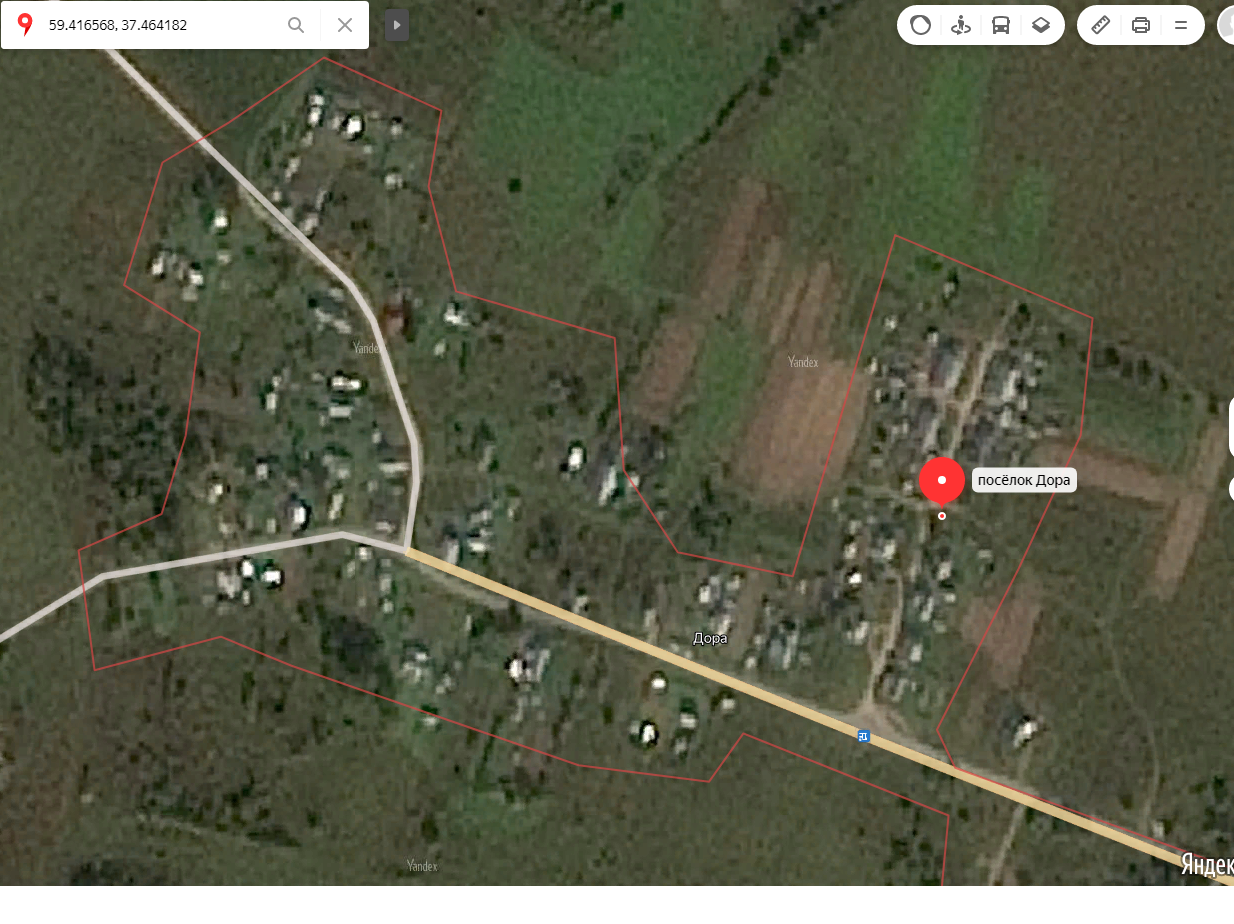 59.416568, 37.464182
Yandex
Yandex
посёлок Дора
Дора
Yandex
Яндек